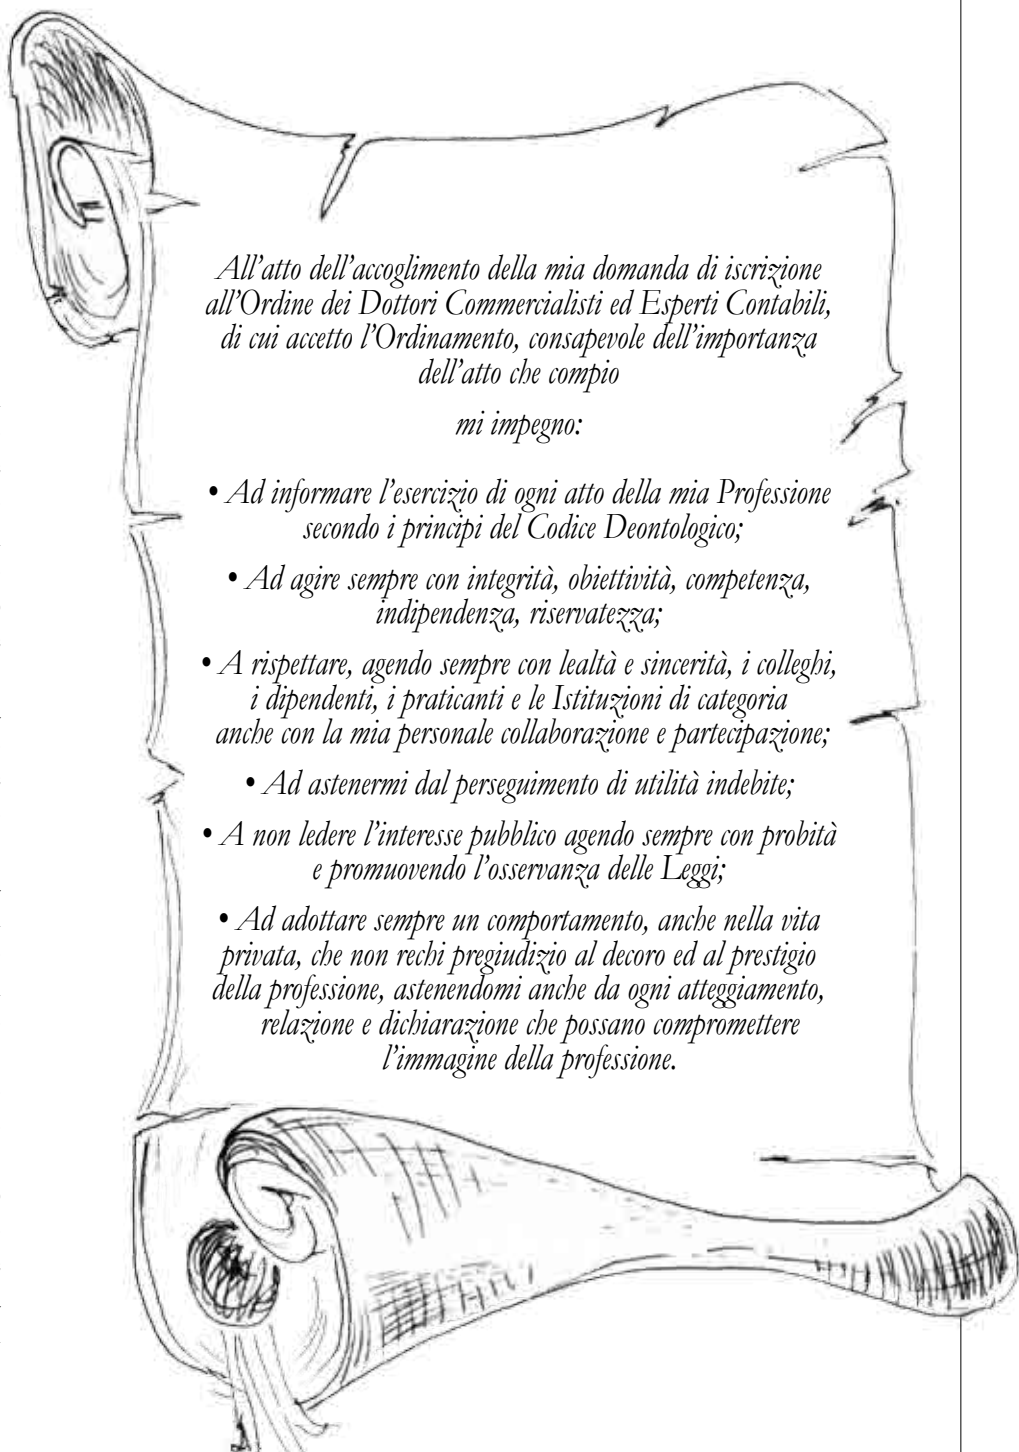 All'atto dell'accoglimento della mia domanda di iscrizione
all'Ordine dei Dottori Commercialisti ed Esperti Contabili,
di cui accetto l'Ordinamento, consapevole dell'importanza
dell'atto che compio
mi impegno:
• Ad informare l'esercizio di ogni atto della mia Professione
secondo i principi del Codice Deontologico;
• Ad agire sempre con integrità, obiettività, competenza,
indipendenza, riservatezza;
• A rispettare, agendo sempre con lealtà e sincerità, i colleghi,
i dipendenti, i praticanti e le Istituzioni di categoria
anche con la mia personale collaborazione e partecipazione;
• Ad astenermi dal perseguimento di utilità indebite;
• A non ledere l'interesse pubblico agendo sempre con probità
e promuovendo l'osservanza delle Leggi;
• Ad adottare sempre un comportamento, anche nella vita
privata, che non rechi pregiudizio al decoro ed al prestigio
della professione, astenendomi anche da ogni atteggiamento,
relazione e dichiarazione che possano compromettere
l'immagine della professione.